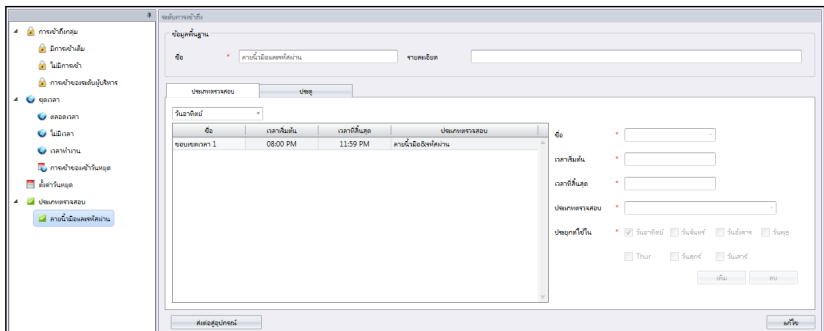 ระดับการเข้าถึง
การเข้าถึงกลุ่ม
มีการเข้าเต็ม
ไม่มีการเข้า
การเข้าของระดับผู้บริหาร
ชุดเวลา
ตลอดเวลา
ไม่มีเวลา
เวลาทำงาน
การเข้าของเข้าวันหยุด
ตั้งค่าวันหยุด
ประเภทตรวจสอบ
ลายนิ้วมือและรหัสผ่าน
ข้อมูลพื้นฐาน
ชื่อ * ลายนิ้วมือและรหัสผ่าน รายละเอียด
ประเภทตรวจสอบ ประตู
วันอาทิตย์
ชื่อ เวลาเริ่มต้น เวลาที่สิ้นสุด ประเภทตรวจสอบ
ขอบเขตเวลา 1 08:00 PM 11:59 PM ลายนิ้วมือ&รหัสผ่าน
ชื่อ *
เวลาเริ่มต้น *
เวลาที่สิ้นสุด *
ประเภทตรวจสอบ *
ประยุกต์ใช้ใน * วันอาทิตย์ วันจันทร์ วันอังคาร วันพุธ
Thur วันศุกร์ วันเสาร์
เพิ่ม ลบ
ส่งต่อสู่อุปกรณ์ แก้ไข